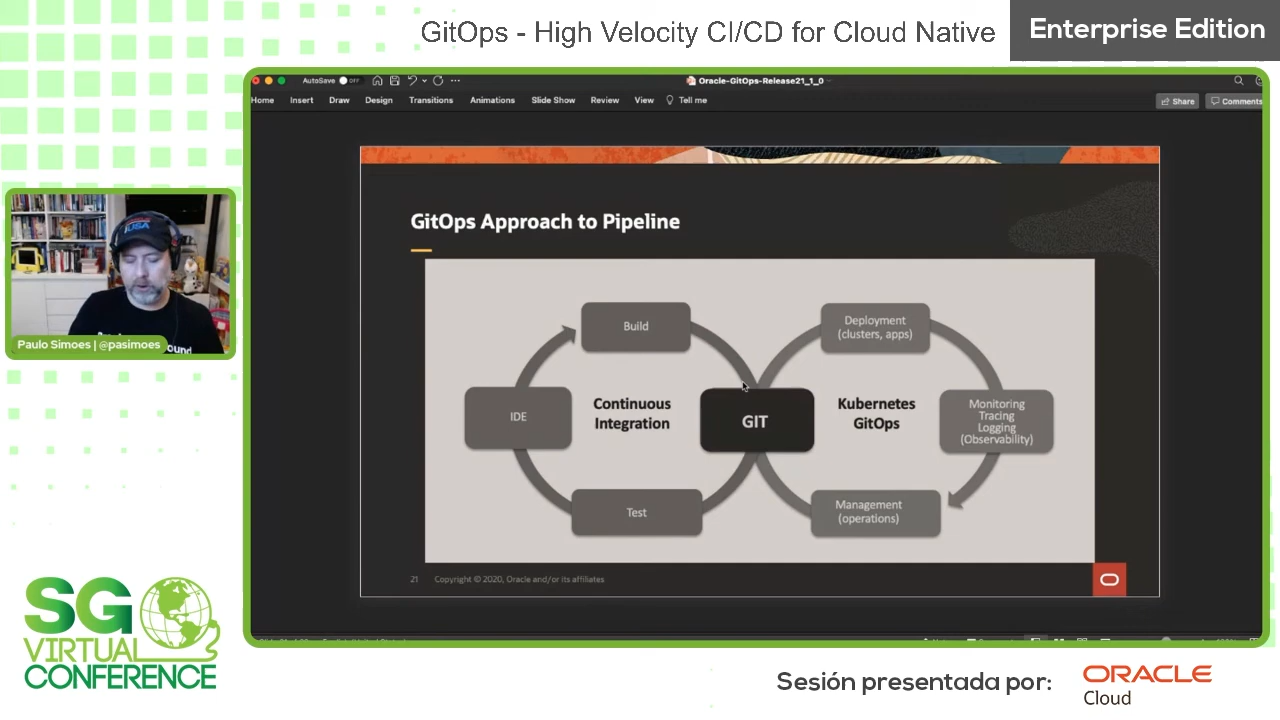 GitOps - High Velocity CI/CD for Cloud Native
Enterprise Edition
AutoSave OFF
Oracle-GitOps-Release21_1_0
Home Insert Draw Design Transitions Animations Slide Show Review View Tell me
Share Comments
GitOps Approach to Pipeline
Build
Deployment
(clusters, apps)
IDE
Continuous
Integration
GIT
Kubernetes
GitOps
Monitoring
Tracing
Logging
(Observability)
Test
Management
(operations)
21 Copyright © 2020, Oracle and/or its affiliates
USA
Paulo Simoes | @pasimoes
SG
VIRTUAL
CONFERENCE
Sesión presentada por:
ORACLE
Cloud